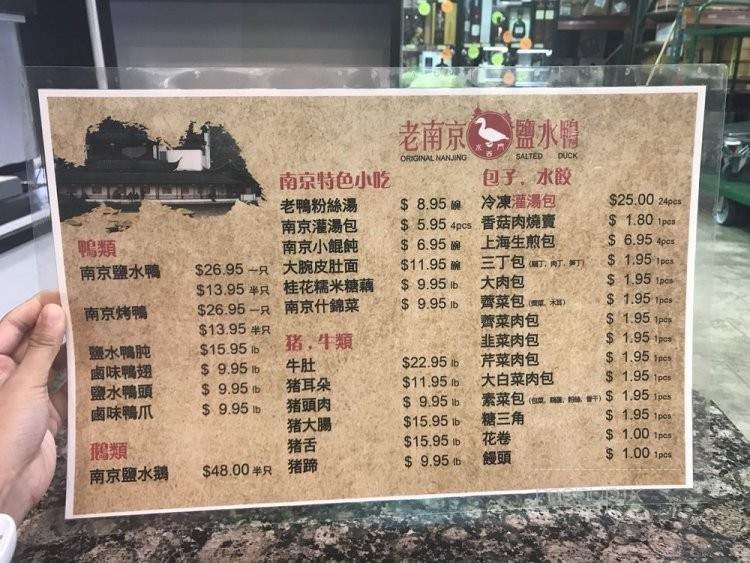 老南京 鹽水鴨
水西門
ORIGINAL NANJING SALTED DUCK
鴨類
南京鹽水鴨 $26.95 一只
$13.95 半只
南京烤鴨 $26.95 一只
$13.95 半只
鹽水鴨肫 $15.95 lb
鹵味鴨翅 $ 9.95 lb
鹽水鴨頭 $ 9.95 lb
鹵味鴨爪 $ 9.95 lb
鵝類
南京鹽水鵝 $48.00 半只
南京特色小吃
老鴨粉絲湯 $ 8.95 碗
南京灌湯包 $ 5.95 4pcs
南京小餛飩 $ 6.95 碗
大腕皮肚面 $11.95 碗
桂花糯米糖藕 $ 9.95 lb
南京什錦菜 $ 9.95 lb
猪,牛類
牛肚 $22.95 lb
猪耳朵 $11.95 lb
猪頭肉 $ 9.95 lb
猪大腸 $15.95 lb
猪舌 $15.95 lb
猪蹄 $ 9.95 lb
包子,水餃
冷凍灌湯包 $25.00 24pcs
香菇肉燒賣 $ 1.80 1pcs
上海生煎包 $ 6.95 4pcs
三丁包 $ 1.95 1pcs
大肉包 $ 1.95 1pcs
薺菜包 $ 1.95 1pcs
薺菜肉包 $ 1.95 1pcs
韭菜肉包 $ 1.95 1pcs
芹菜肉包 $ 1.95 1pcs
大白菜肉包 $ 1.95 1pcs
素菜包 $ 1.95 1pcs
糖三角 $ 1.95 1pcs
花卷 $ 1.00 1pcs
饅頭 $ 1.00 1pcs